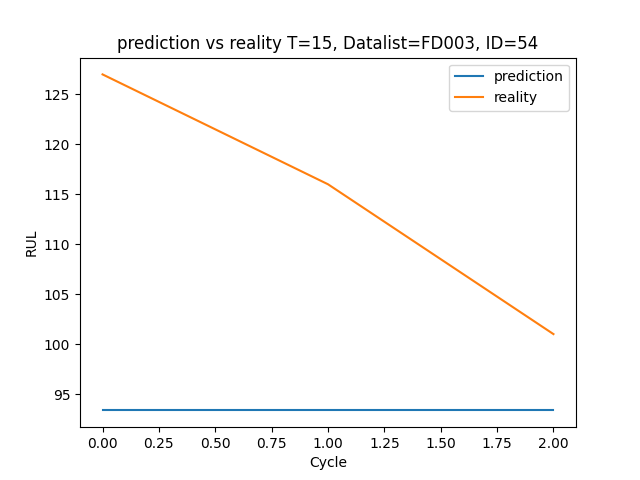 prediction vs reality T=15, Datalist=FD003, ID=54
prediction
reality
125
120
115
110
105
100
95
RUL
0.00 0.25 0.50 0.75 1.00 1.25 1.50 1.75 2.00
Cycle